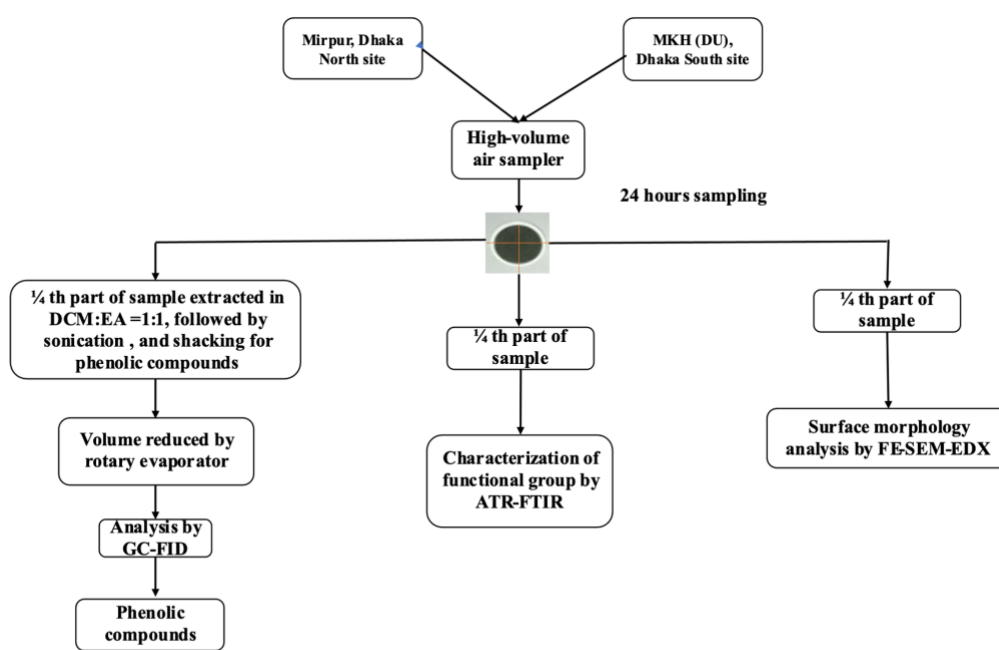 Mirpur, Dhaka
North site
MKH (DU),
Dhaka South site
High-volume
air sampler
24 hours sampling
¼ th part of sample extracted in
DCM:EA =1:1, followed by
sonication , and shacking for
phenolic compounds
¼ th part of
sample
¼ th part of
sample
Volume reduced by
rotary evaporator
Characterization of
functional group by
ATR-FTIR
Surface morphology
analysis by FE-SEM-EDX
Analysis by
GC-FID
Phenolic
compounds